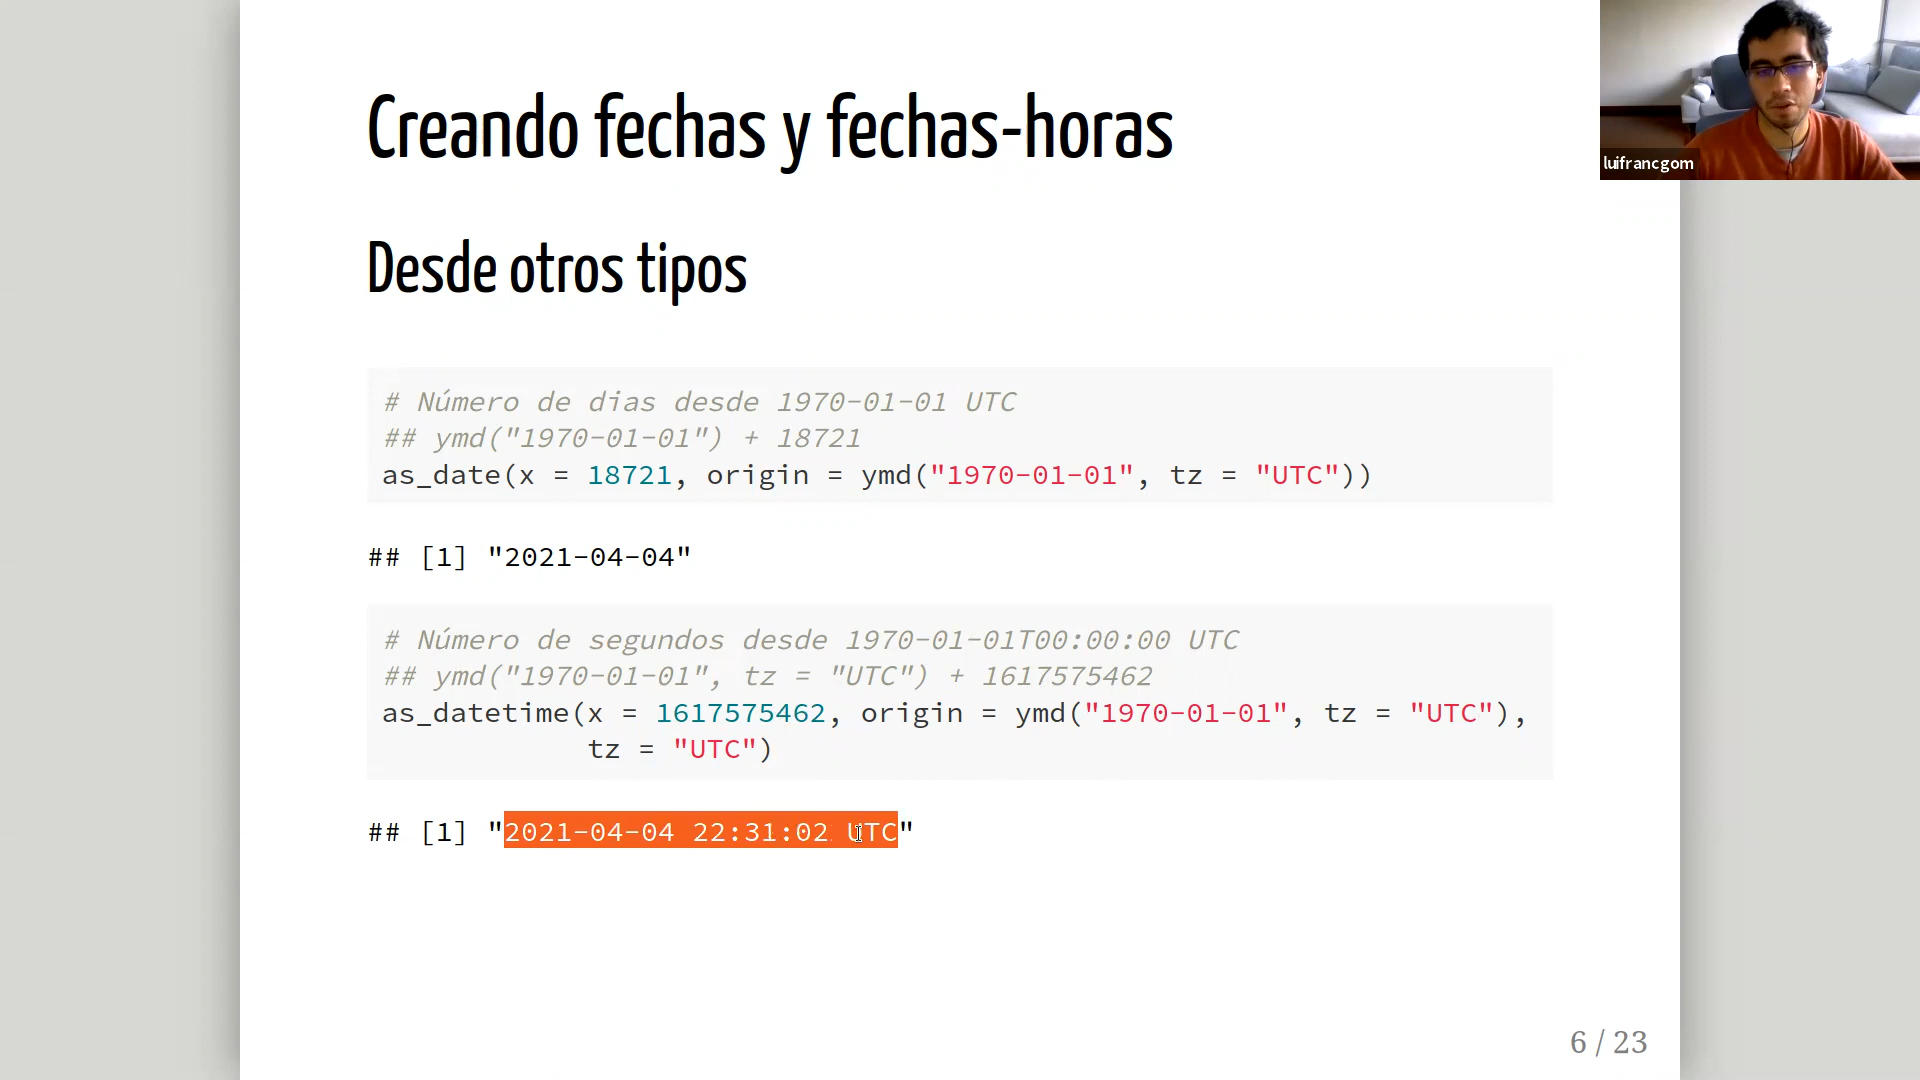 Creando fechas y fechas-horas
luifrancgom
Desde otros tipos
# Número de dias desde 1970-01-01 UTC
## ymd("1970-01-01") + 18721
as_date(x = 18721, origin = ymd("1970-01-01", tz = "UTC"))
## [1] "2021-04-04"
# Número de segundos desde 1970-01-01T00:00:00 UTC
## ymd("1970-01-01", tz = "UTC") + 1617575462
as_datetime(x = 1617575462, origin = ymd("1970-01-01", tz = "UTC"),
tz = "UTC")
## [1] "2021-04-04 22:31:02 UTC"
6 / 23